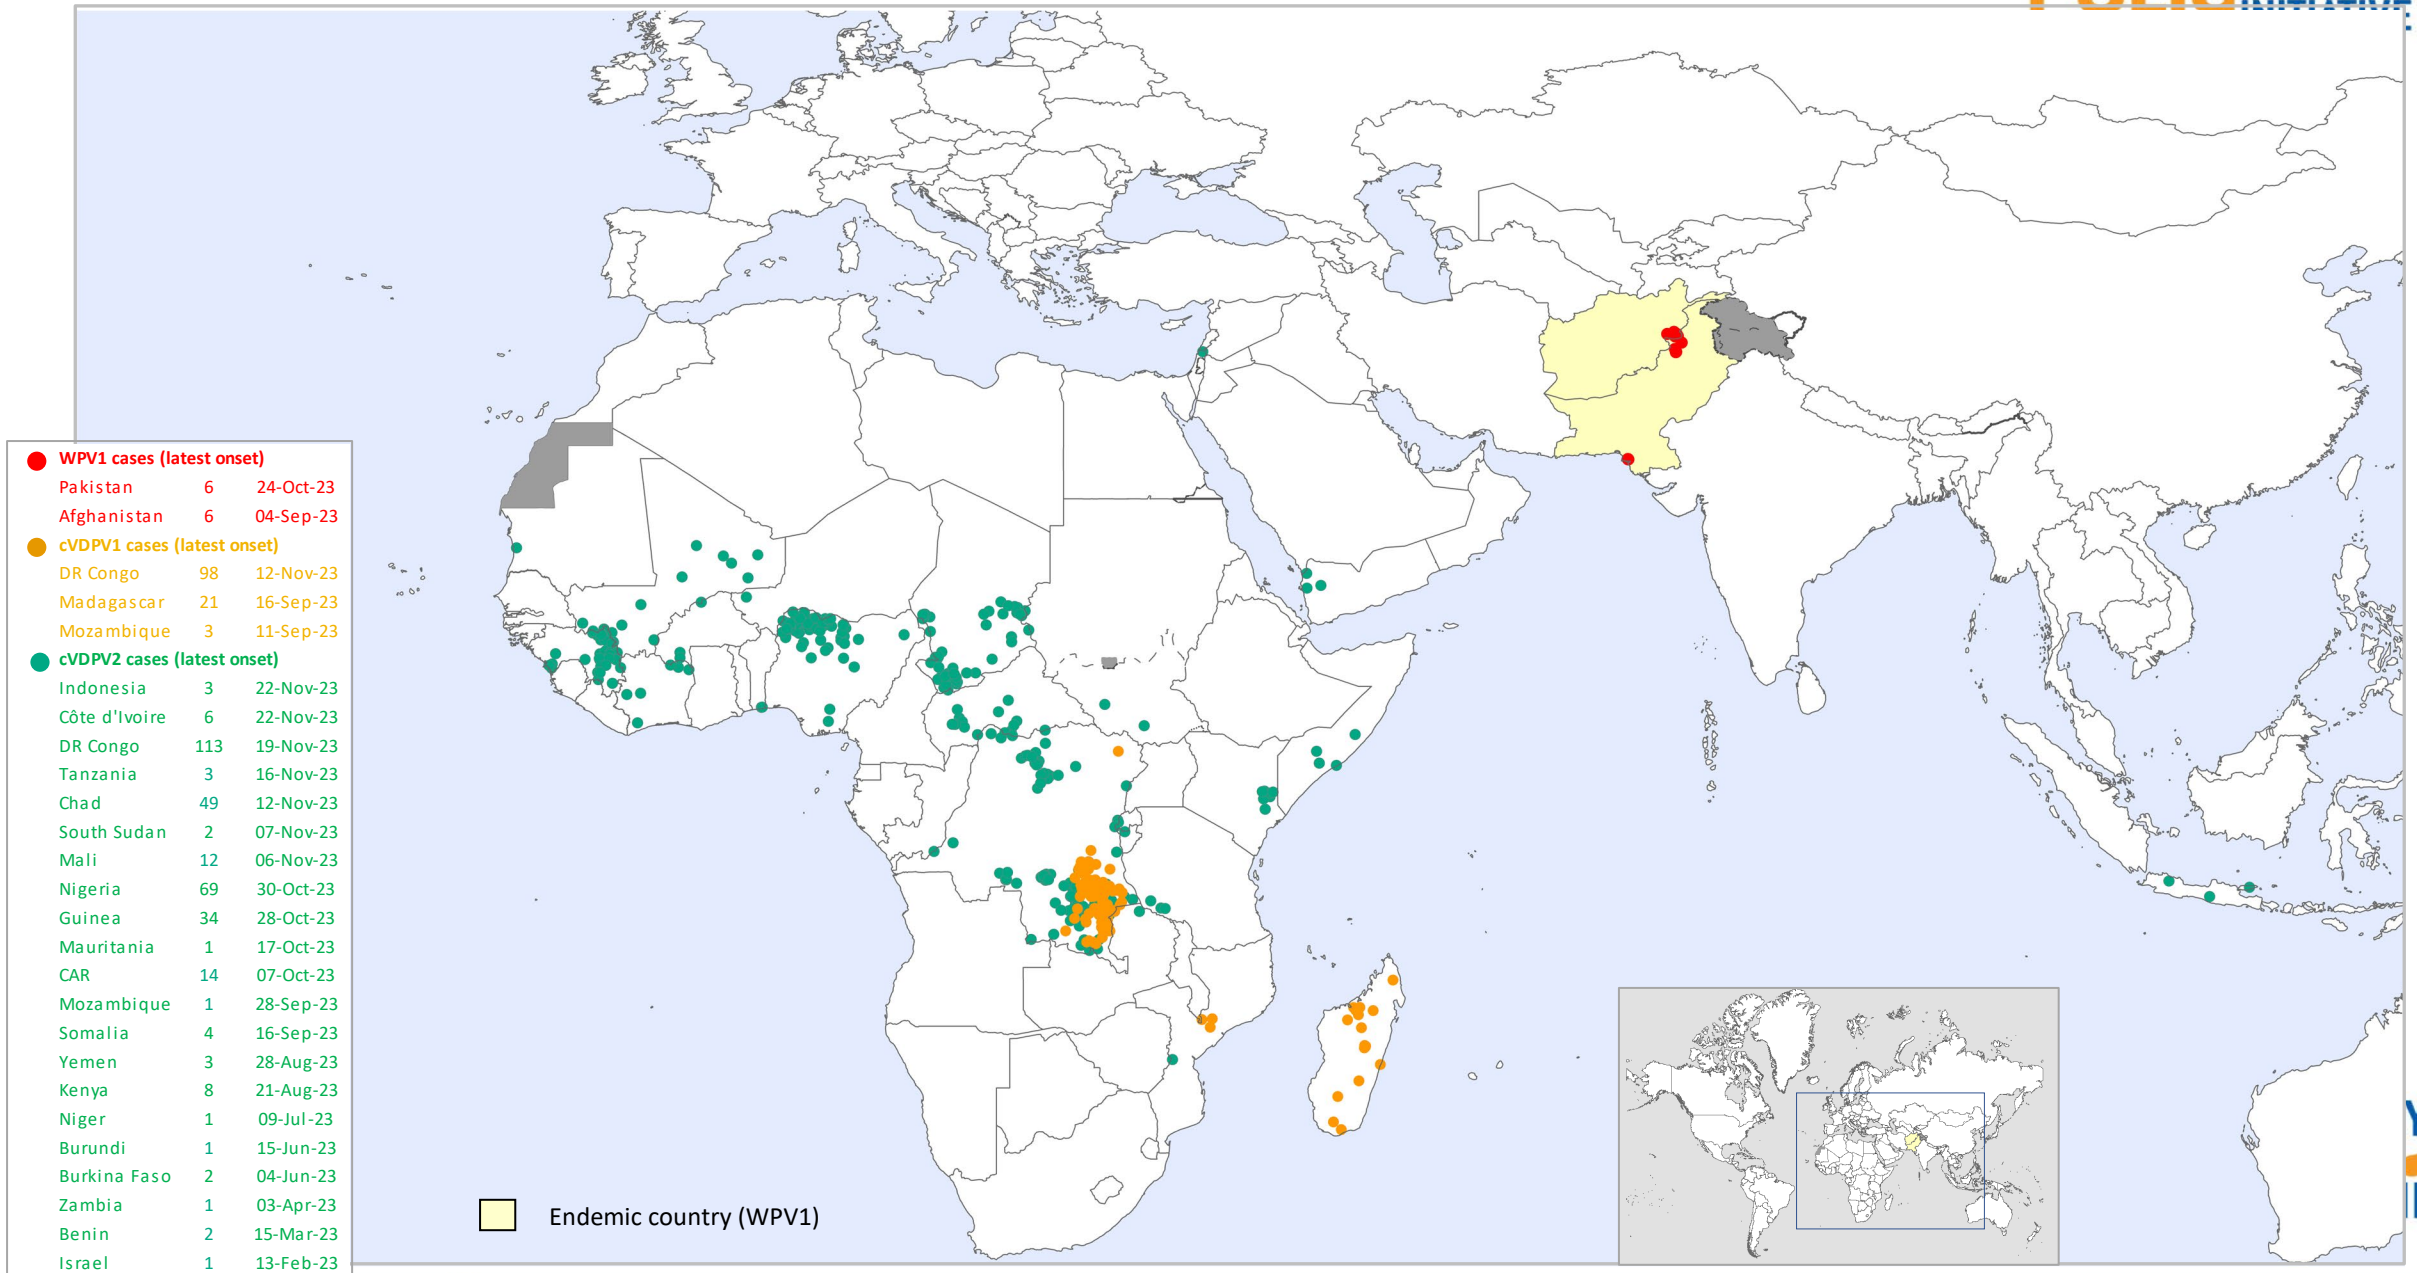 WPV1 cases (latest onset)
Pakistan 6 24-Oct-23
Afghanistan 6 04-Sep-23
cVDPV1 cases (latest onset)
DR Congo 98 12-Nov-23
Madagascar 21 16-Sep-23
Mozambique 3 11-Sep-23
cVDPV2 cases (latest onset)
Indonesia 3 22-Nov-23
Côte d'Ivoire 6 22-Nov-23
DR Congo 113 19-Nov-23
Tanzania 3 16-Nov-23
Chad 49 12-Nov-23
South Sudan 2 07-Nov-23
Mali 12 06-Nov-23
Nigeria 69 30-Oct-23
Guinea 34 28-Oct-23
Mauritania 1 17-Oct-23
CAR 14 07-Oct-23
Mozambique 1 28-Sep-23
Somalia 4 16-Sep-23
Yemen 3 28-Aug-23
Kenya 8 21-Aug-23
Niger 1 09-Jul-23
Burundi 1 15-Jun-23
Burkina Faso 2 04-Jun-23
Zambia 1 03-Apr-23
Benin 2 15-Mar-23
Israel 1 13-Feb-23
Endemic country (WPV1)